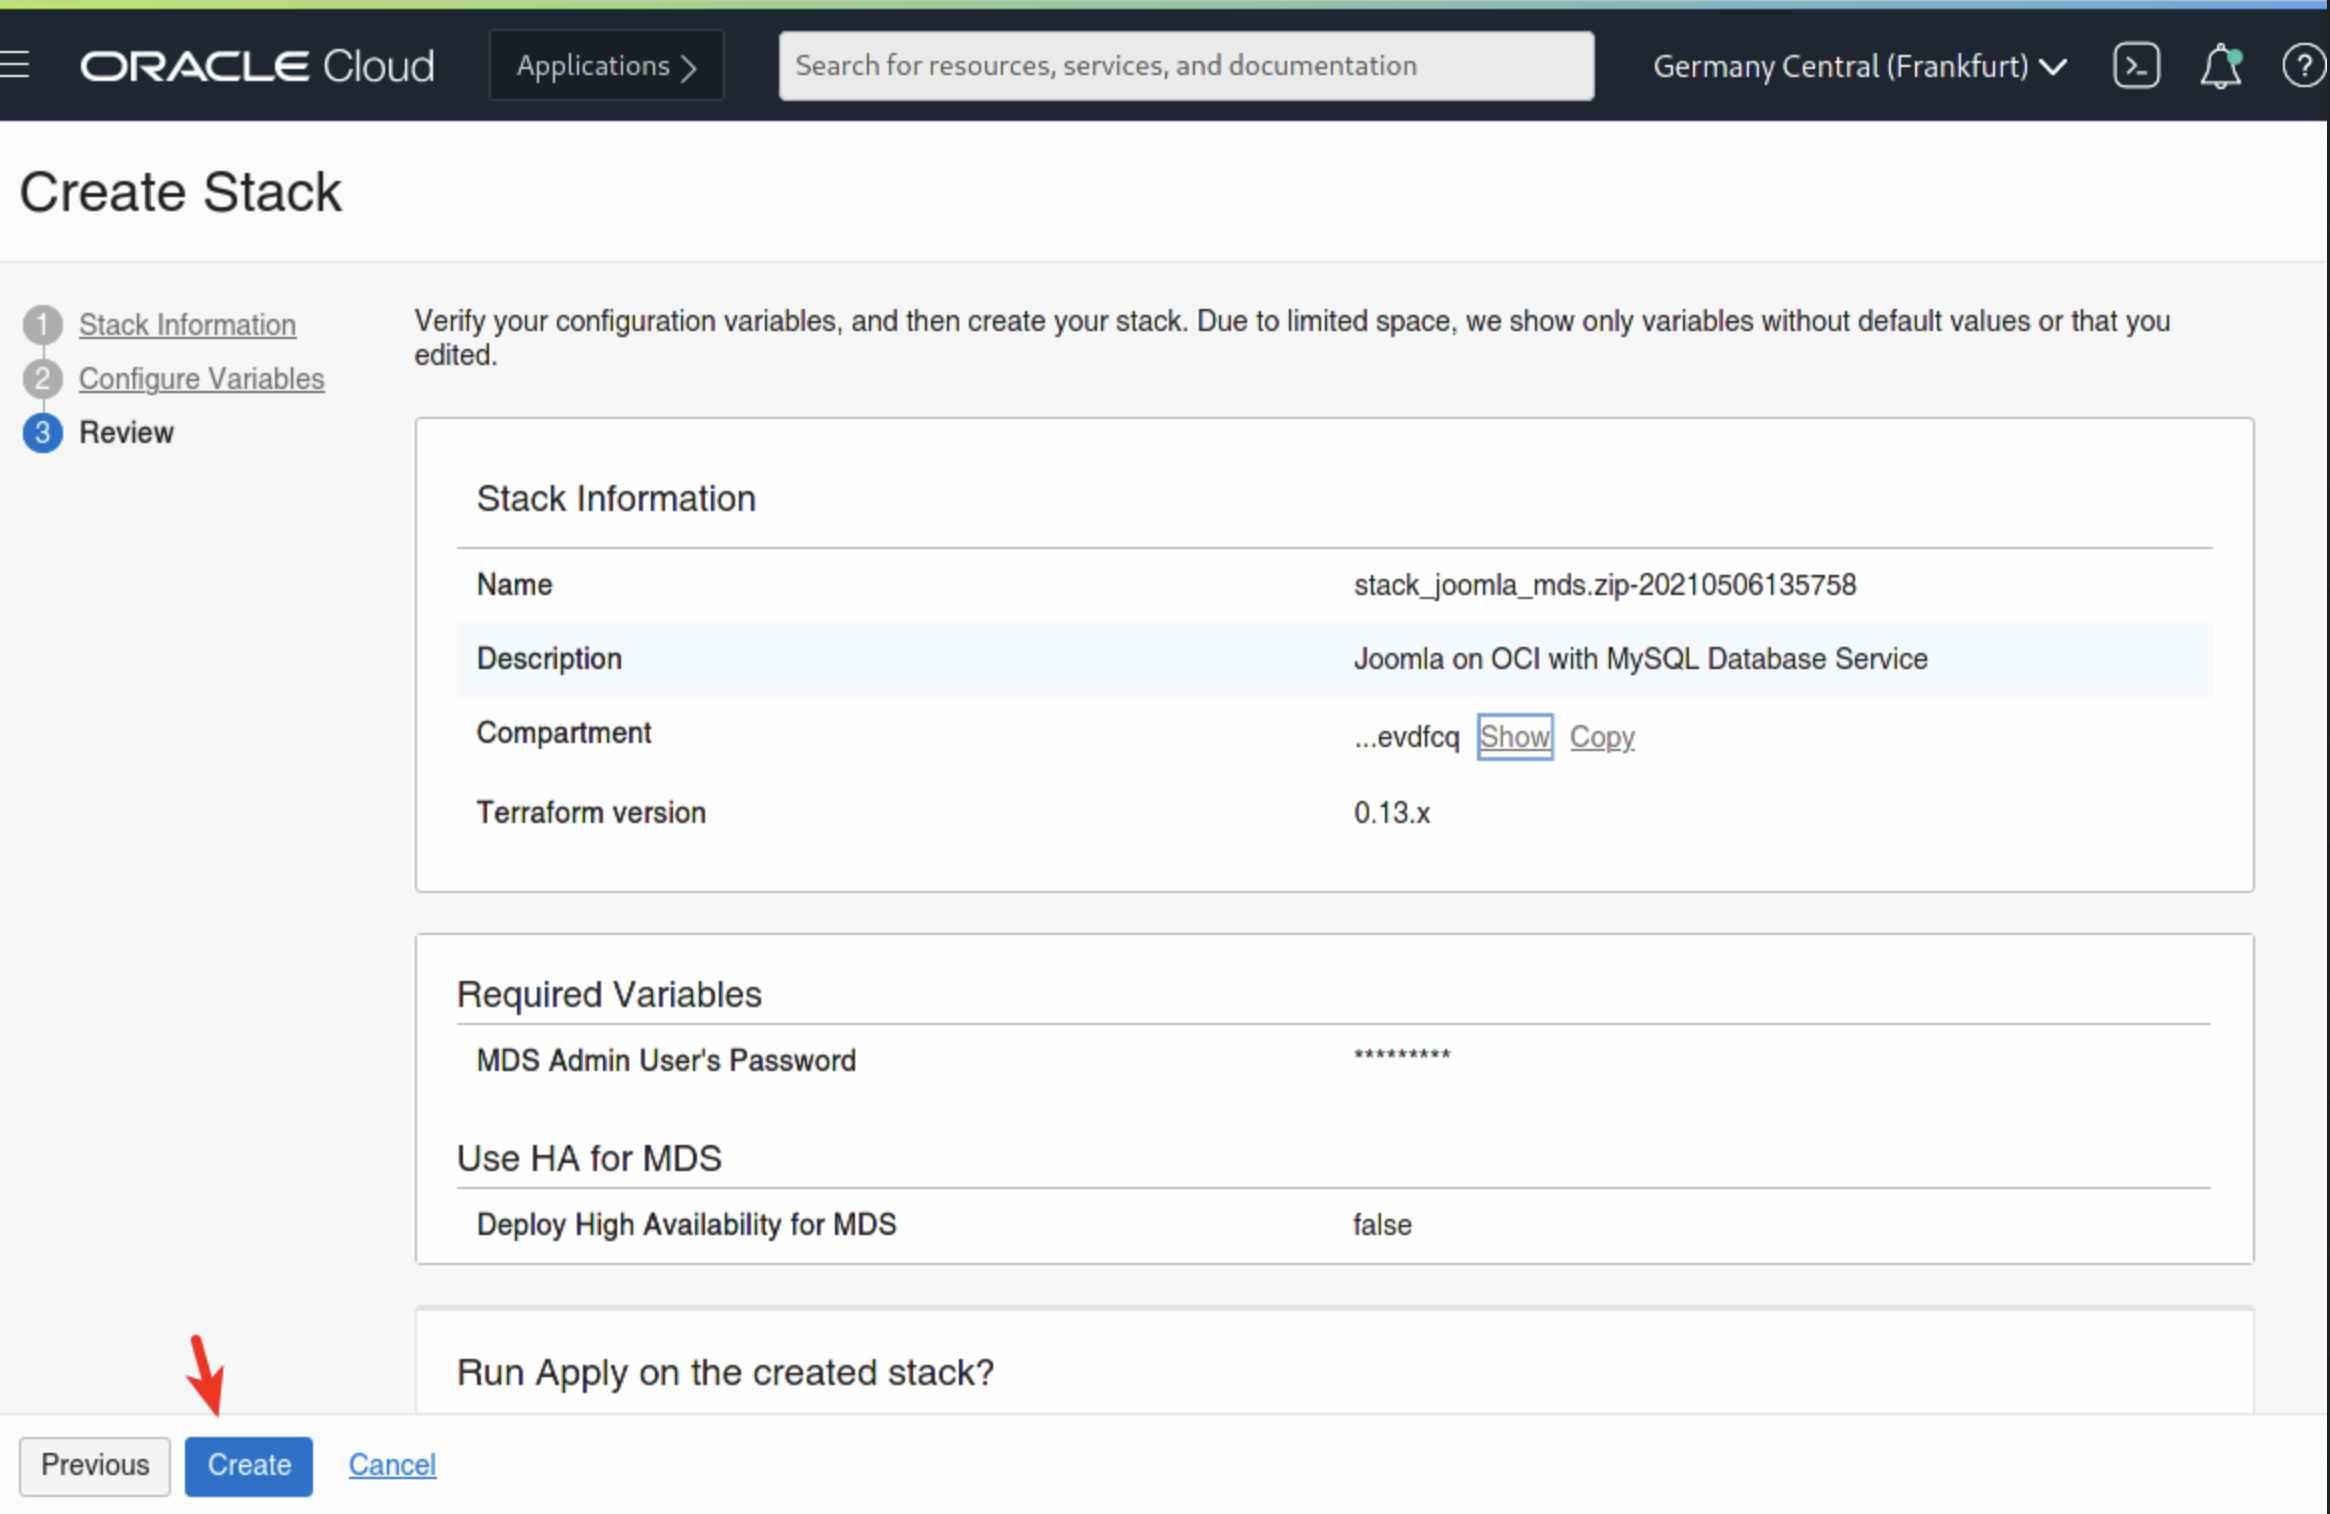 ORACLE Cloud
Applications
Search for resources, services, and documentation
Germany Central (Frankfurt)
Create Stack
1 Stack Information
2 Configure Variables
3 Review
Verify your configuration variables, and then create your stack. Due to limited space, we show only variables without default values or that you
edited.
Stack Information
Name stack_joomla_mds.zip-20210506135758
Description Joomla on OCI with MySQL Database Service
Compartment ...evdfcq Show Copy
Terraform version 0.13.x
Required Variables
MDS Admin User's Password *********
Use HA for MDS
Deploy High Availability for MDS false
Run Apply on the created stack?
Previous Create Cancel